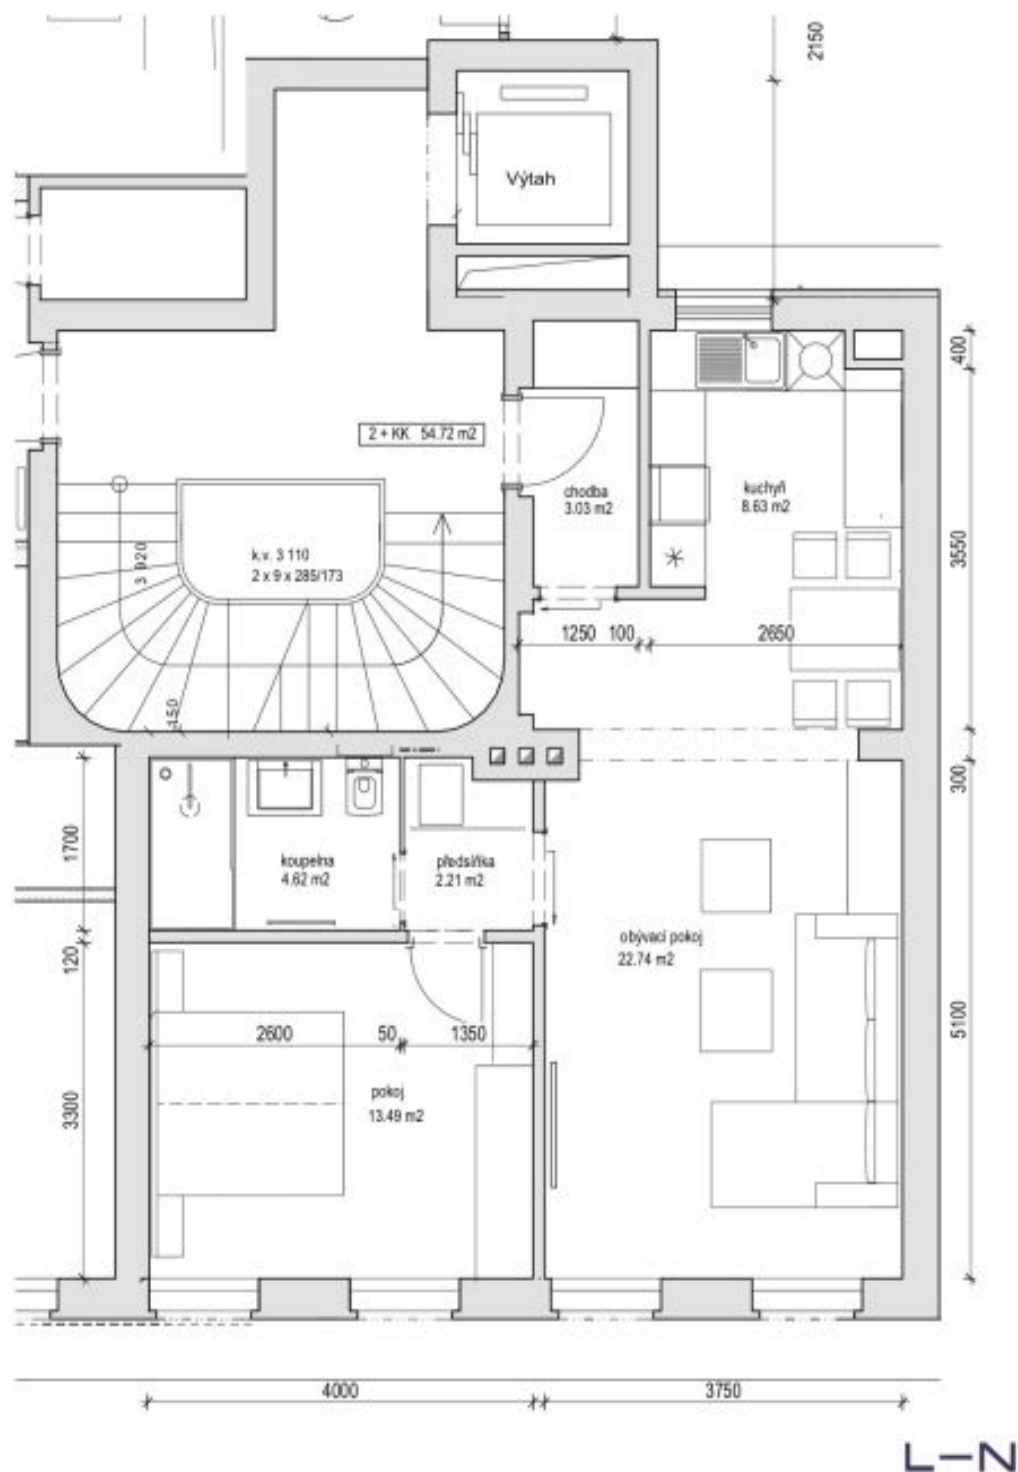 2150
Výtah
400
2 + KK 54.72 m2
chodba
3.03 m2
kuchyň
8.63 m2
3 920
k.v. 3 110
2 x 9 x 285/173
3550
1250 100 2650
150
300
1700
koupelna
4.62 m2
předsíňka
2.21 m2
obývací pokoj
22.74 m2
120
2600 50 1350
5100
pokoj
13.49 m2
3300
4000 3750
L–N